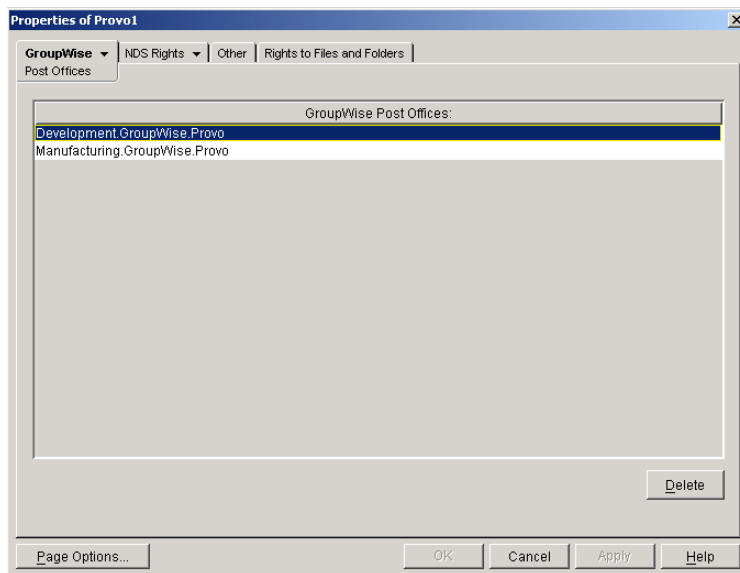 Properties of Provo1
GroupWise NDS Rights Other Rights to Files and Folders
Post Offices
GroupWise Post Offices:
Development.GroupWise.Provo
Manufacturing.GroupWise.Provo
Delete
Page Options... OK Cancel Apply Help